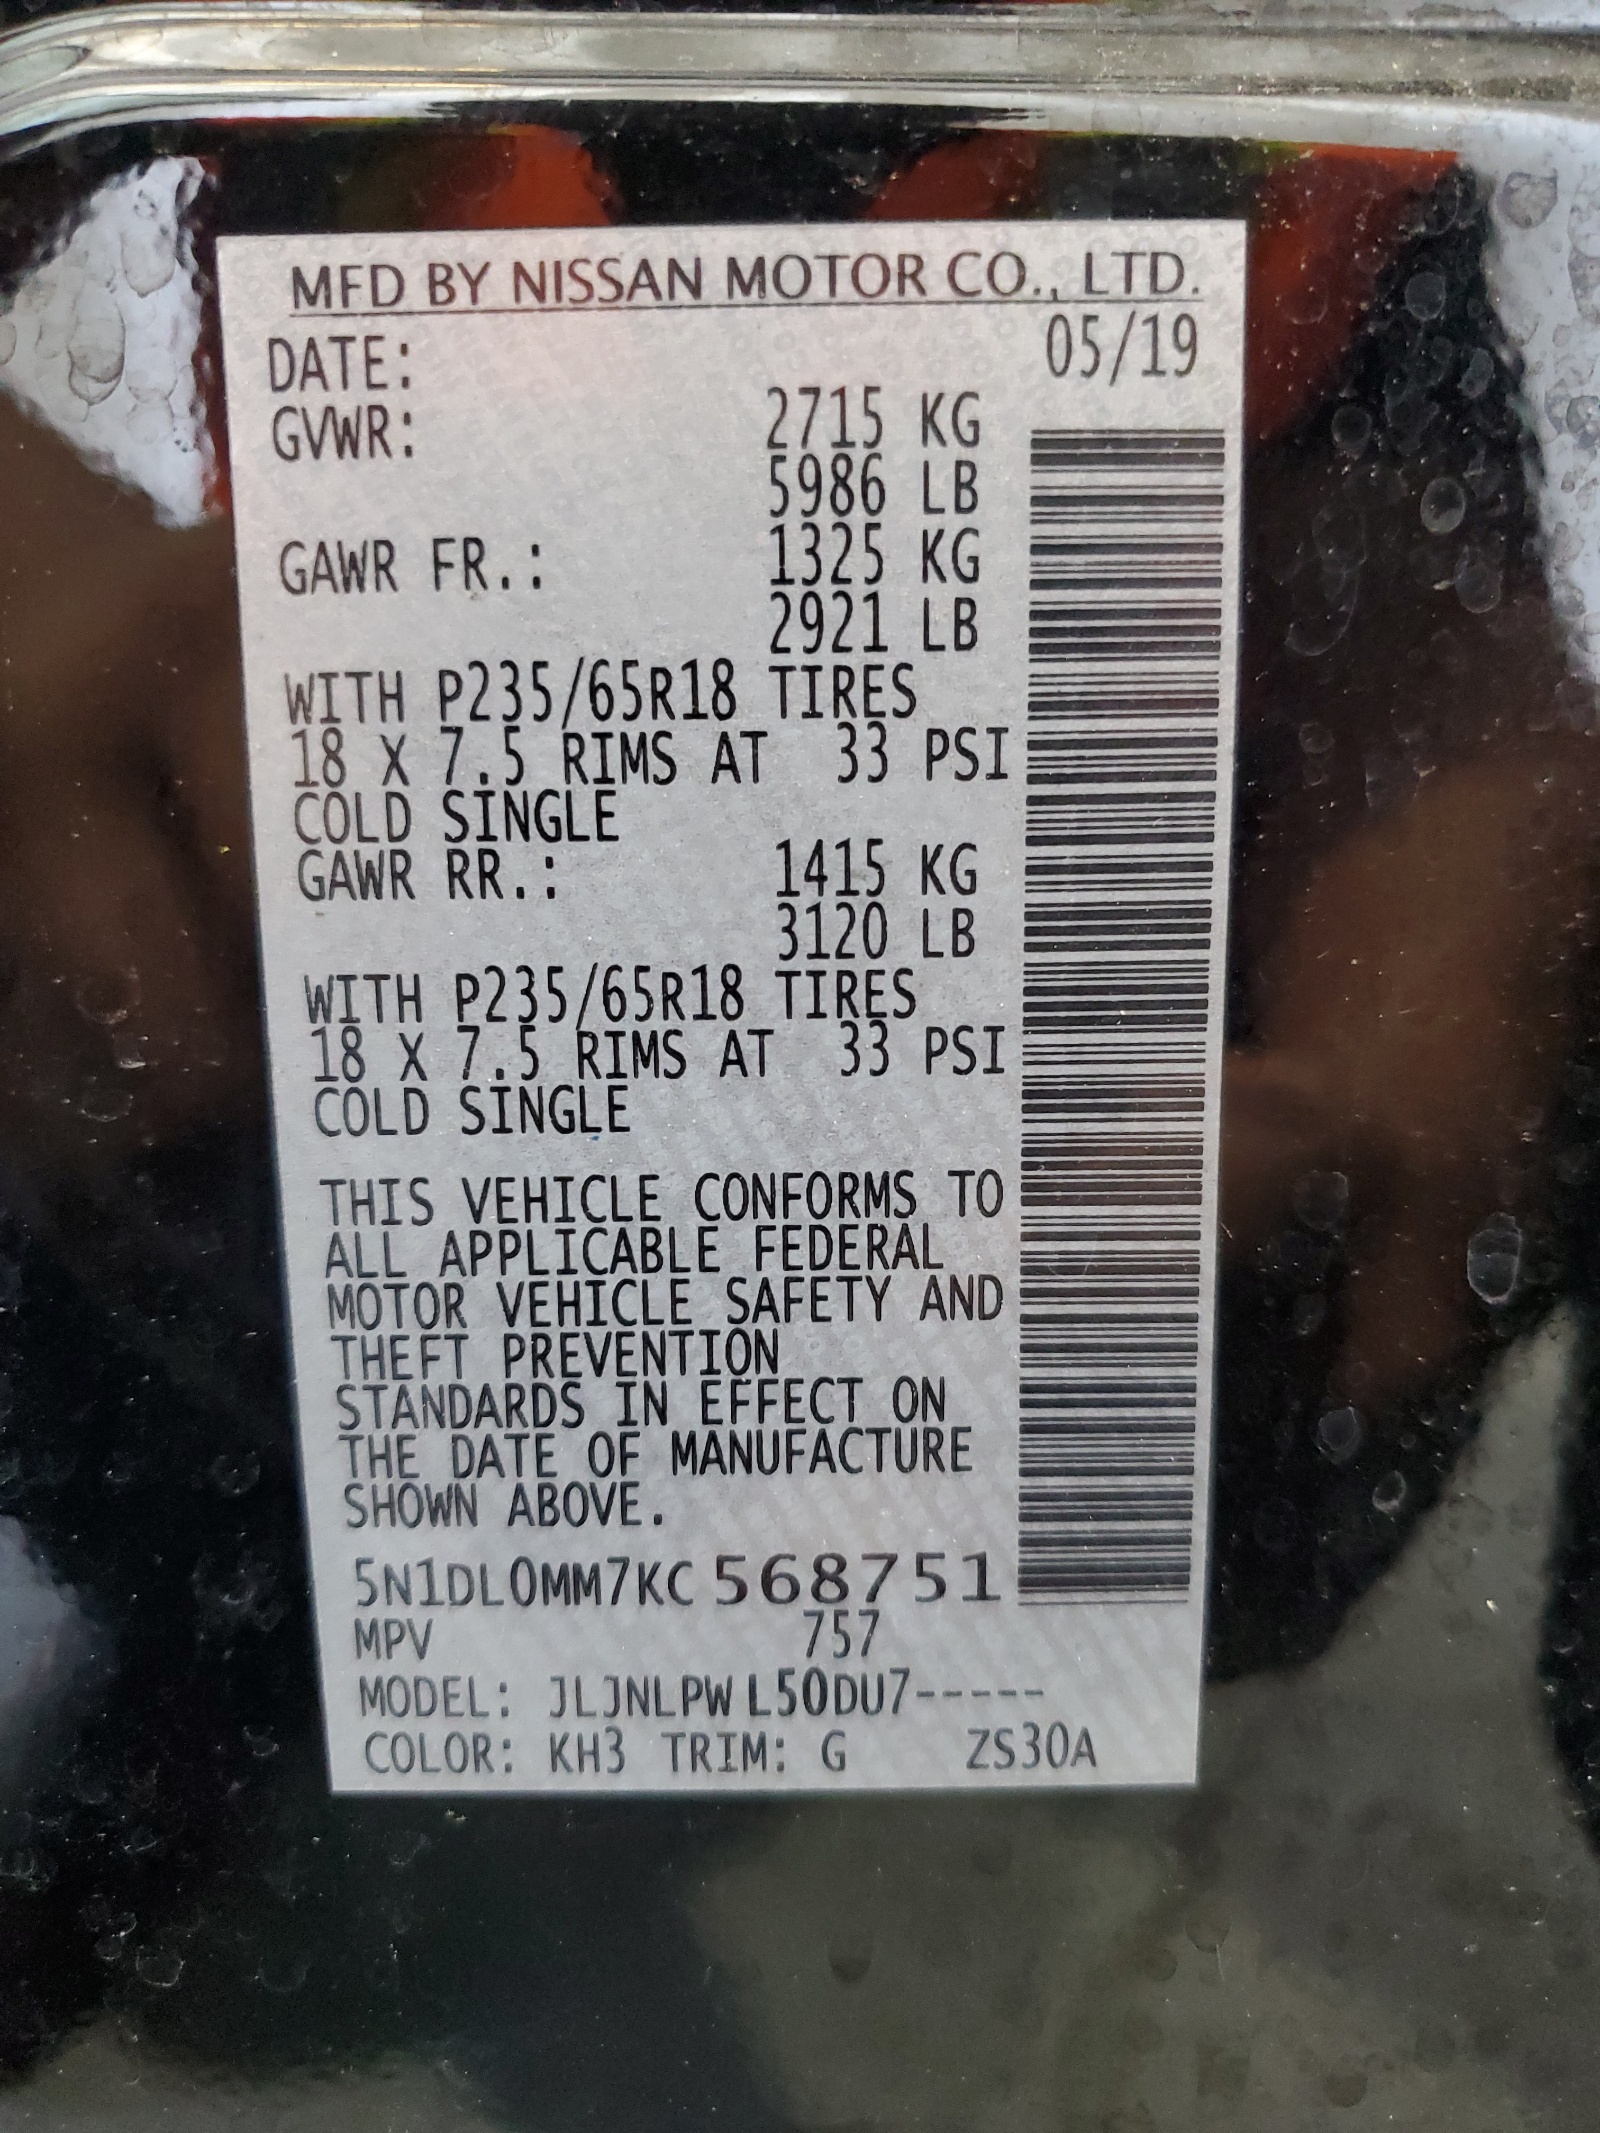 MFD BY NISSAN MOTOR CO., LTD.
DATE: 05/19
GVWR: 2715 KG
5986 LB
GAWR FR.: 1325 KG
2921 LB
WITH P235/65R18 TIRES
18 X 7.5 RIMS AT 33 PSI
COLD SINGLE
GAWR RR.: 1415 KG
3120 LB
WITH P235/65R18 TIRES
18 X 7.5 RIMS AT 33 PSI
COLD SINGLE
THIS VEHICLE CONFORMS TO
ALL APPLICABLE FEDERAL
MOTOR VEHICLE SAFETY AND
THEFT PREVENTION
STANDARDS IN EFFECT ON
THE DATE OF MANUFACTURE
SHOWN ABOVE.
5N1DL0MM7KC568751
MPV 757
MODEL: JLJNLPW L50DU7-----
COLOR: KH3 TRIM: G ZS30A